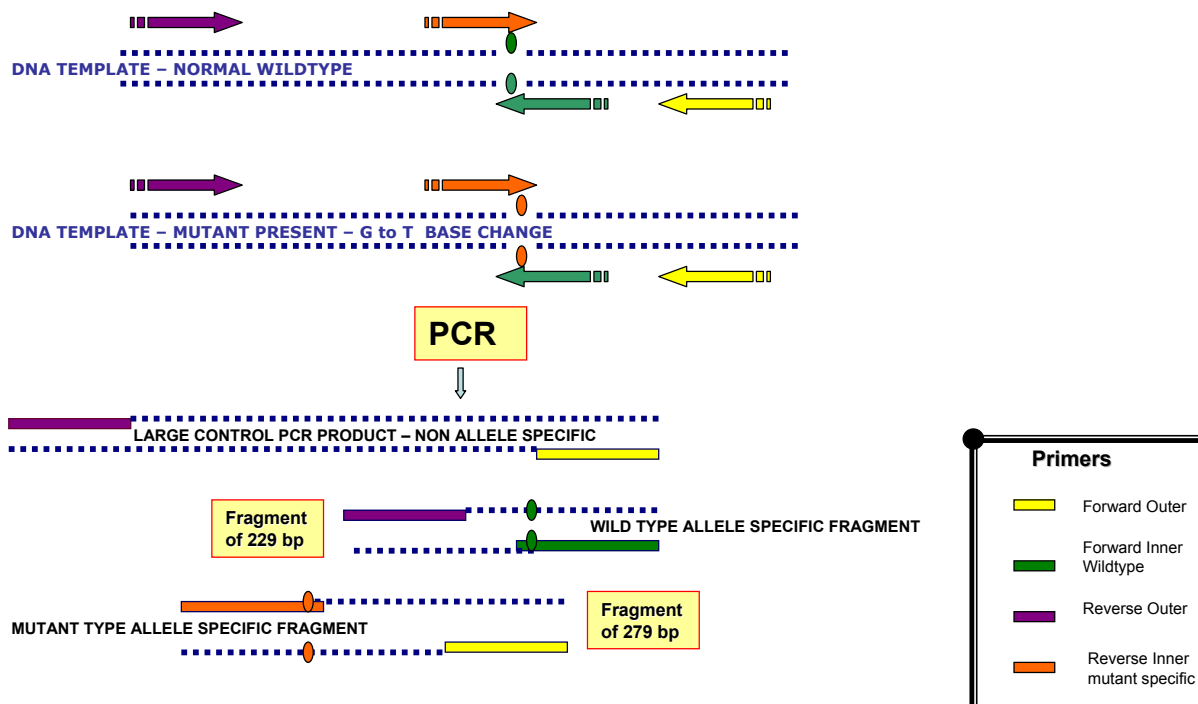 DNA TEMPLATE – NORMAL WILDTYPE
DNA TEMPLATE – MUTANT PRESENT – G to T BASE CHANGE
PCR
LARGE CONTROL PCR PRODUCT – NON ALLELE SPECIFIC
Fragment
of 229 bp
WILD TYPE ALLELE SPECIFIC FRAGMENT
MUTANT TYPE ALLELE SPECIFIC FRAGMENT
Fragment
of 279 bp
Primers
Forward Outer
Forward Inner
Wildtype
Reverse Outer
Reverse Inner
mutant specific